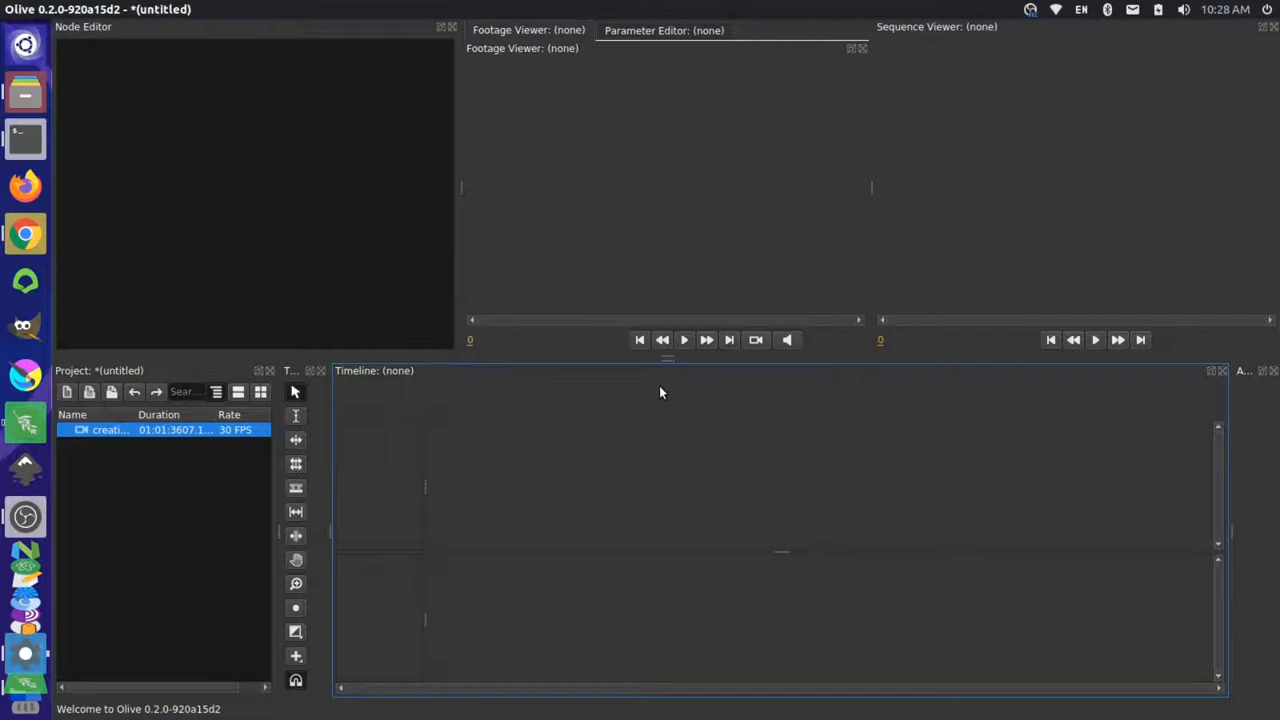 Olive 0.2.0-920a15d2 - *(untitled)
EN
10:28 AM
Node Editor
Footage Viewer: (none)
Parameter Editor: (none)
Footage Viewer: (none)
Sequence Viewer: (none)
0
0
Project: *(untitled)
T...
Timeline: (none)
A...
Sear...
Name Duration Rate
creati... 01:01:3607.1... 30 FPS
Welcome to Olive 0.2.0-920a15d2